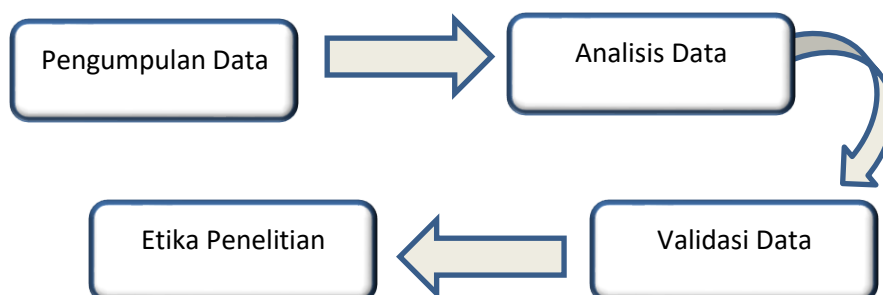 Pengumpulan Data
Analisis Data
Validasi Data
Etika Penelitian